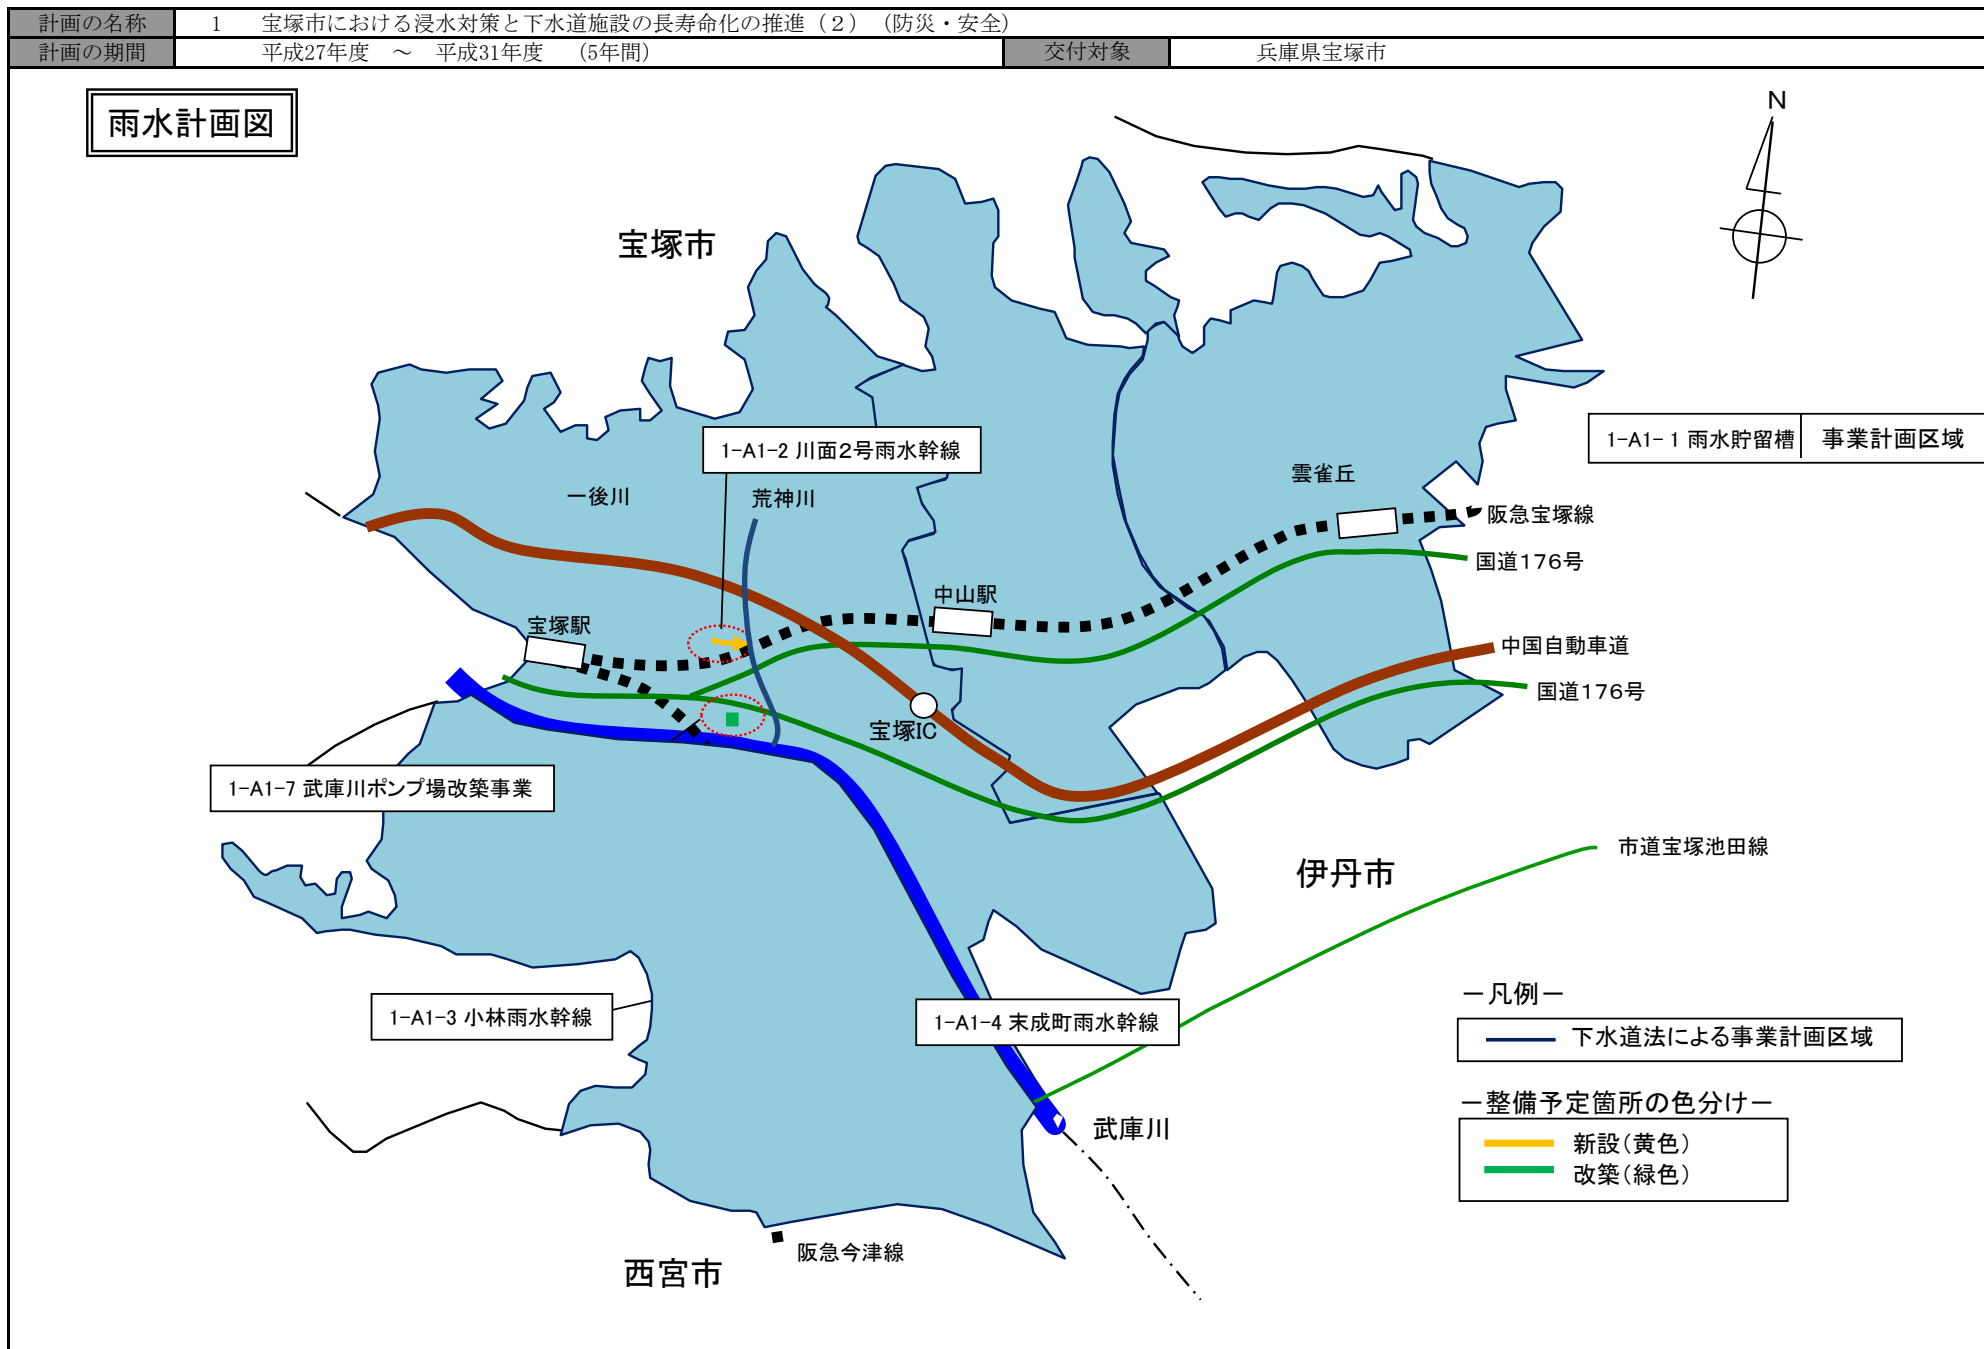 計画の名称 1 宝塚市における浸水対策と下水道施設の長寿命化の推進（２）（防災・安全）
計画の期間 平成27年度 ～ 平成31年度 （5年間） 交付対象 兵庫県宝塚市
雨水計画図
N
宝塚市
1-A1-2 川面２号雨水幹線
1-A1-１雨水貯留槽 事業計画区域
一後川
荒神川
雲雀丘
阪急宝塚線
国道176号
中山駅
宝塚駅
中国自動車道
国道176号
宝塚IC
1-A1-7 武庫川ポンプ場改築事業
市道宝塚池田線
伊丹市
1-A1-3 小林雨水幹線
1-A1-4 末成町雨水幹線
－凡例－
下水道法による事業計画区域
－整備予定箇所の色分け－
新設（黄色）
改築（緑色）
武庫川
阪急今津線
西宮市